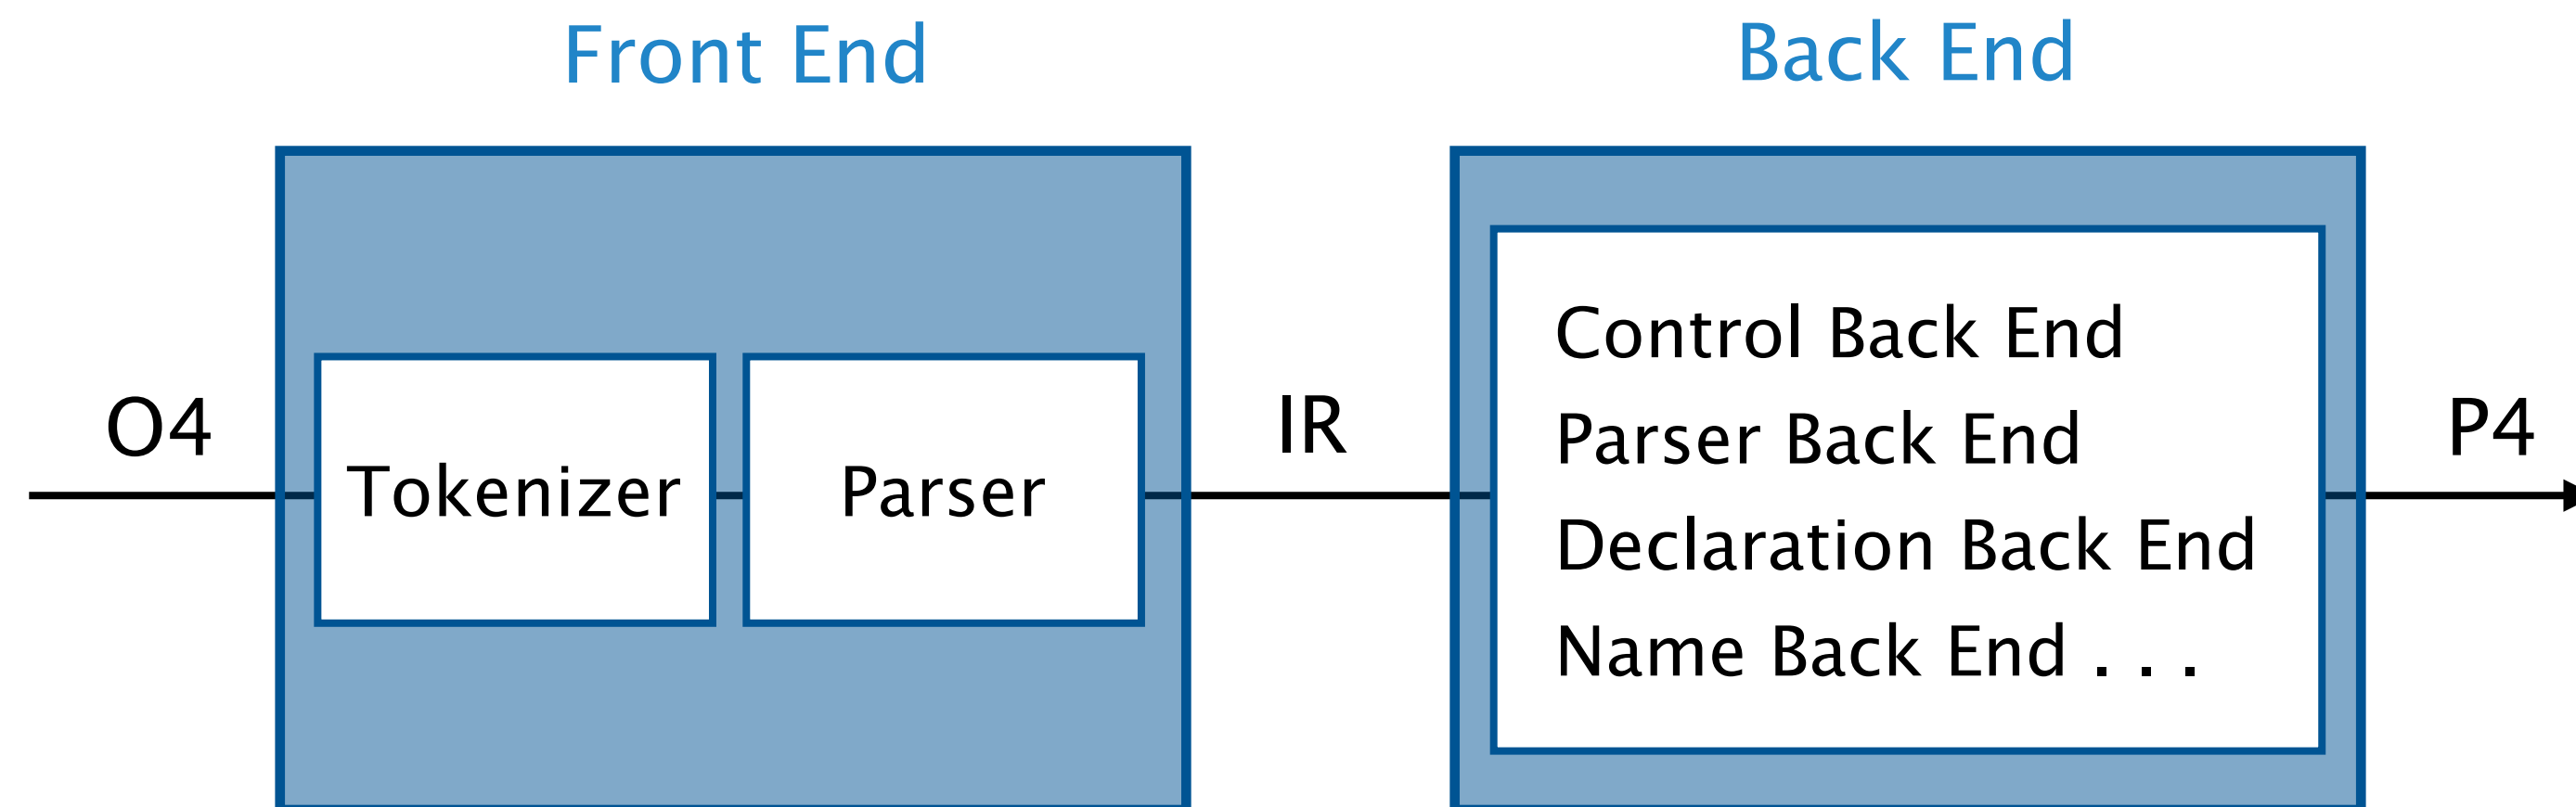 Front End
Back End
O4
Tokenizer
Parser
IR
Control Back End
Parser Back End
Declaration Back End
Name Back End . . .
P4